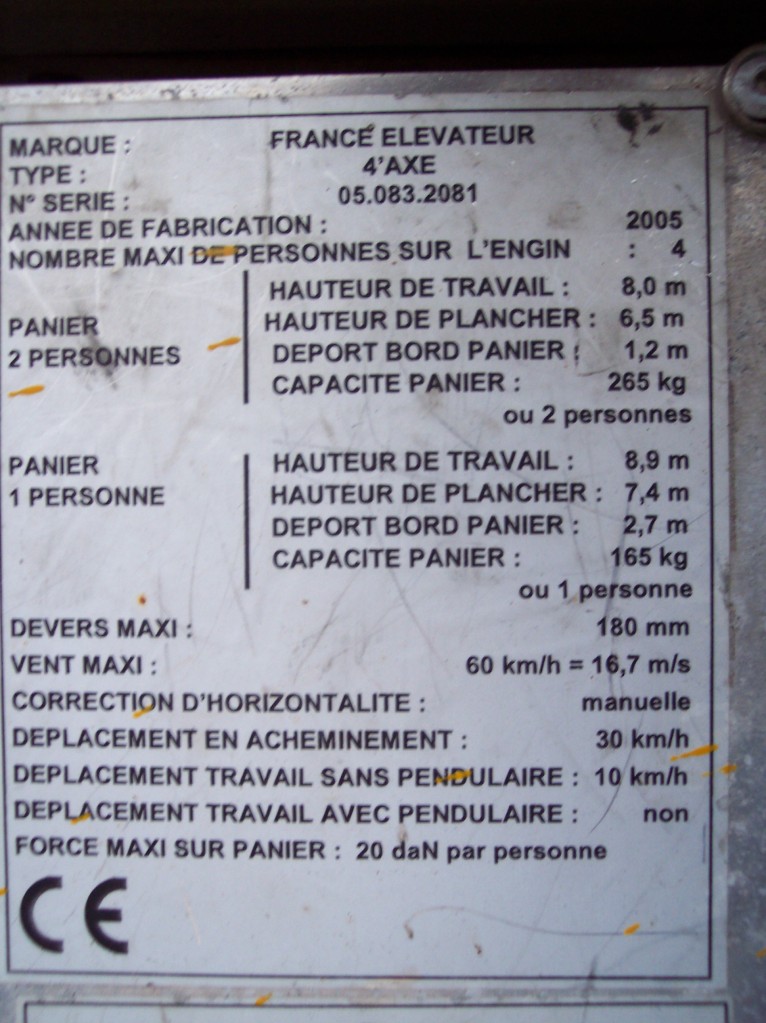 MARQUE : FRANCE ELEVATEUR
TYPE : 4'AXE
N° SERIE : 05.083.2081
ANNEE DE FABRICATION : 2005
NOMBRE MAXI DE PERSONNES SUR L'ENGIN : 4
PANIER
2 PERSONNES
HAUTEUR DE TRAVAIL : 8,0 m
HAUTEUR DE PLANCHER : 6,5 m
DEPORT BORD PANIER : 1,2 m
CAPACITE PANIER : 265 kg
ou 2 personnes
PANIER
1 PERSONNE
HAUTEUR DE TRAVAIL : 8,9 m
HAUTEUR DE PLANCHER : 7,4 m
DEPORT BORD PANIER : 2,7 m
CAPACITE PANIER : 165 kg
ou 1 personne
DEVERS MAXI : 180 mm
VENT MAXI : 60 km/h = 16,7 m/s
CORRECTION D'HORIZONTALITE : manuelle
DEPLACEMENT EN ACHEMINEMENT : 30 km/h
DEPLACEMENT TRAVAIL SANS PENDULAIRE : 10 km/h
DEPLACEMENT TRAVAIL AVEC PENDULAIRE : non
FORCE MAXI SUR PANIER : 20 daN par personne
CE